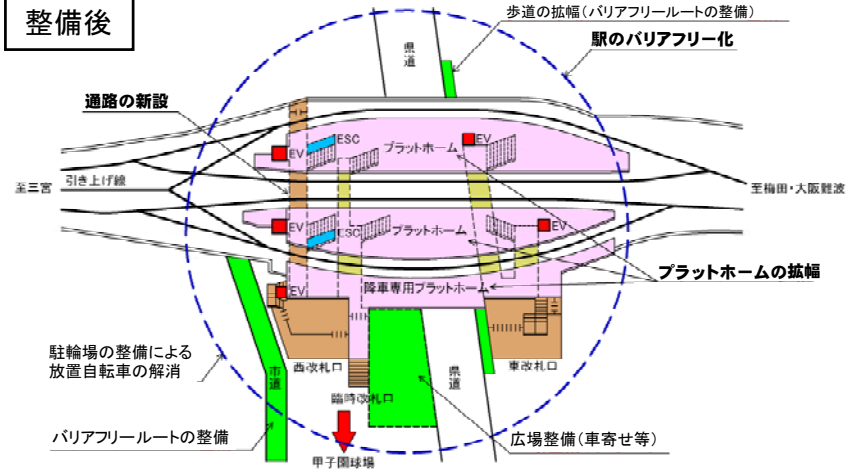 整備後
歩道の拡幅(バリアフリールートの整備)
駅のバリアフリー化
県道
通路の新設
ESC
プラットホーム
EV
EV
至三宮
引き上げ線
至梅田・大阪難波
EV
ESC
プラットホーム
EV
プラットホームの拡幅
降車専用プラットホーム
EV
駐輪場の整備による
放置自転車の解消
市道
西改札口
県道
東改札口
臨時改札口
バリアフリールートの整備
広場整備(車寄せ等)
甲子園球場